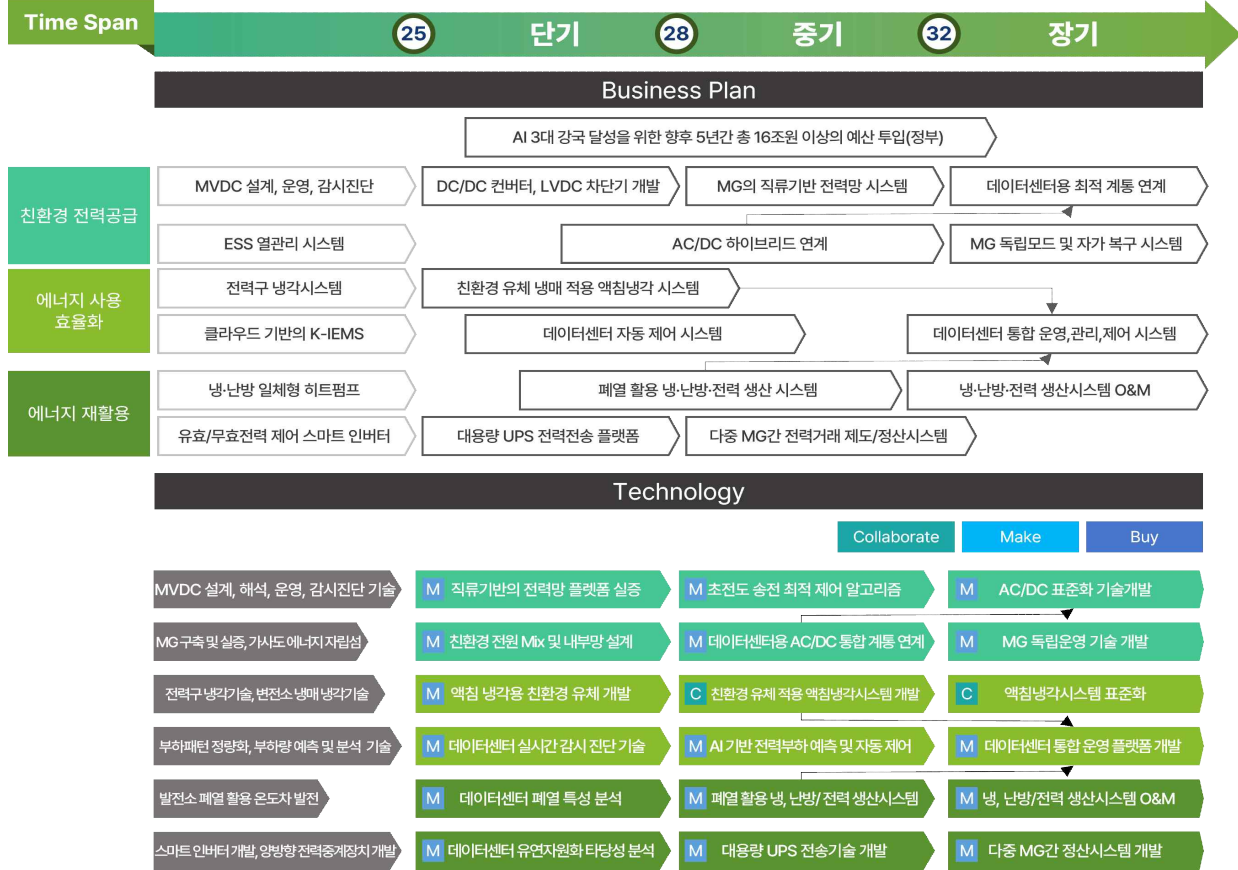 Time Span
25
단기
28
중기
32
장기
Business Plan
AI 3대 강국 달성을 위한 향후 5년간 총 16조원 이상의 예산 투입(정부)
친환경 전력공급
MVDC 설계, 운영, 감시진단
DC/DC 컨버터, LVDC 차단기 개발
MG의 직류기반 전력망 시스템
데이터센터용 최적 계통 연계
ESS 열관리 시스템
AC/DC 하이브리드 연계
MG 독립모드 및 자가 복구 시스템
에너지 사용
효율화
전력구 냉각시스템
친환경 유체 냉매 적용 액침냉각 시스템
클라우드 기반의 K-IEMS
데이터센터 자동 제어 시스템
데이터센터 통합 운영,관리,제어 시스템
에너지 재활용
냉·난방 일체형 히트펌프
폐열 활용 냉·난방·전력 생산 시스템
냉·난방·전력 생산시스템 O&M
유효/무효전력 제어 스마트 인버터
대용량 UPS 전력전송 플랫폼
다중 MG간 전력거래 제도/정산시스템
Technology
Collaborate
Make
Buy
MVDC 설계, 해석, 운영, 감시진단 기술
M 직류기반의 전력망 플렛폼 실증
M 초전도 송전 최적 제어 알고리즘
M AC/DC 표준화 기술개발
MG 구축 및 실증, 가사도 에너지 자립섬
M 친환경 전원 Mix 및 내부망 설계
M 데이터센터용 AC/DC 통합 계통 연계
M MG 독립운영 기술 개발
전력구 냉각기술, 변전소 냉매 냉각기술
M 액침 냉각용 친환경 유체 개발
C 친환경 유체 적용 액침냉각시스템 개발
C 액침냉각시스템 표준화
부하패턴 정량화, 부하량 예측 및 분석 기술
M 데이터센터 실시간 감시 진단 기술
M AI 기반 전력부하 예측 및 자동 제어
M 데이터센터 통합 운영 플랫폼 개발
발전소 폐열 활용 온도차 발전
M 데이터센터 폐열 특성 분석
M 폐열 활용 냉, 난방/ 전력 생산시스템
M 냉, 난방/전력 생산시스템 O&M
스마트 인버터 개발, 양방향 전력중계장치 개발
M 데이터센터 유연자원화 타당성 분석
M 대용량 UPS 전송기술 개발
M 다중 MG간 정산시스템 개발